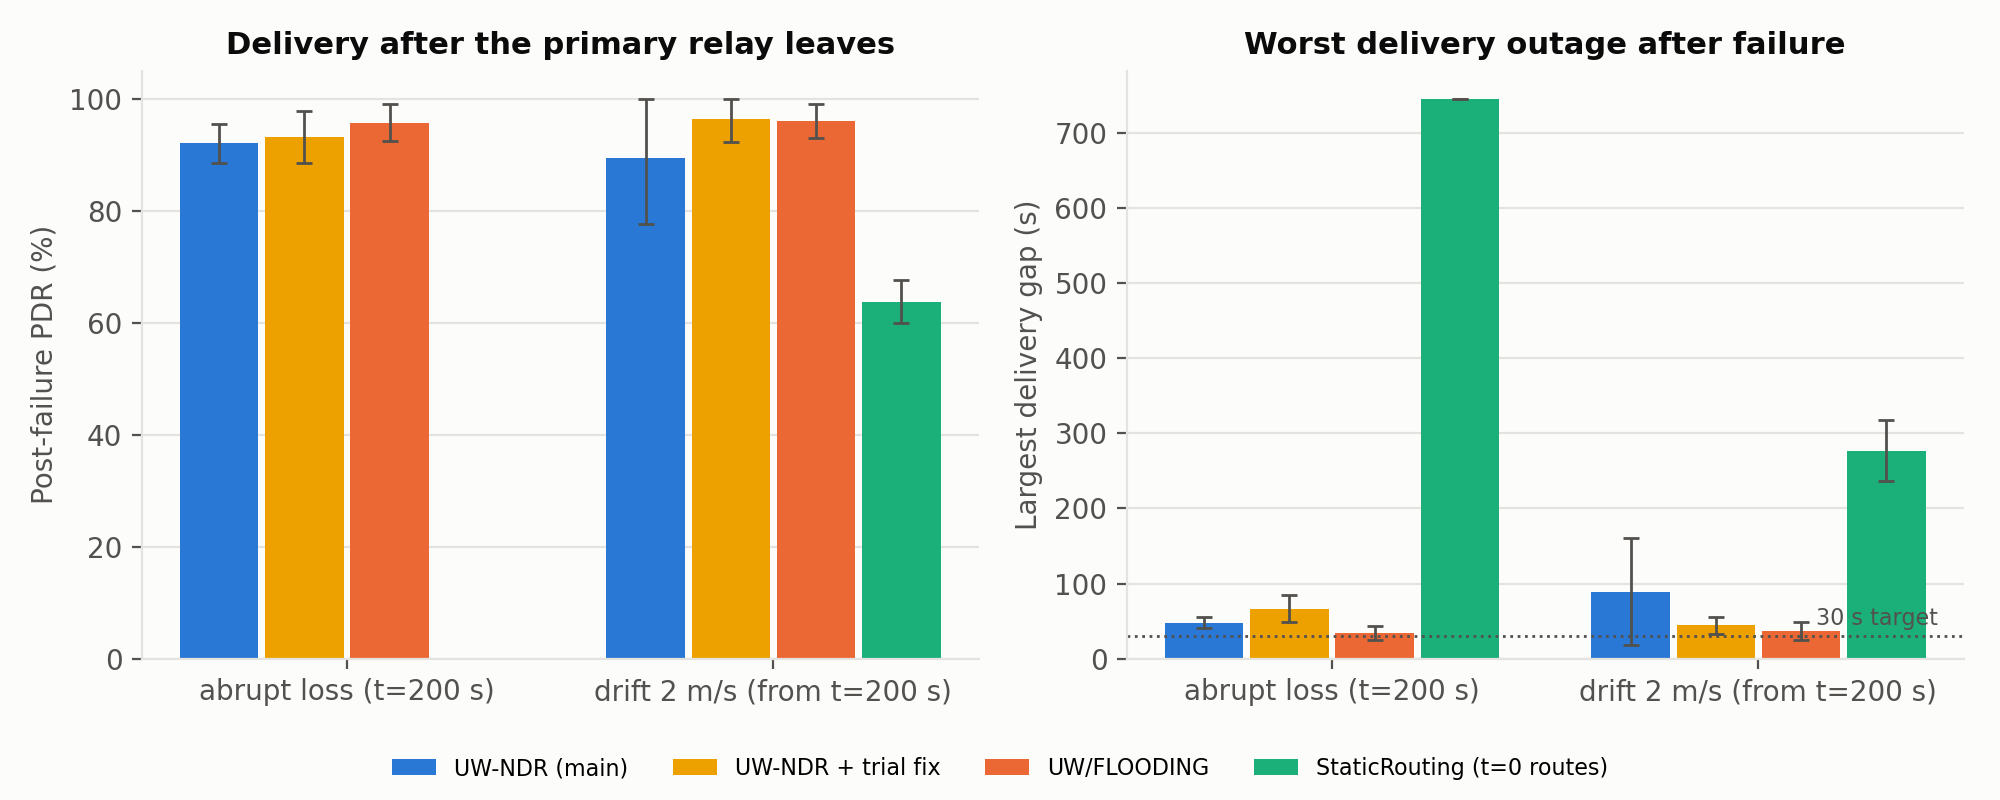 Delivery after the primary relay leaves
Post-failure PDR (%)
100
80
60
40
20
0
abrupt loss (t=200 s)
drift 2 m/s (from t=200 s)
Worst delivery outage after failure
Largest delivery gap (s)
700
600
500
400
300
200
100
0
30 s target
abrupt loss (t=200 s)
drift 2 m/s (from t=200 s)
UW-NDR (main)
UW-NDR + trial fix
UW/FLOODING
StaticRouting (t=0 routes)